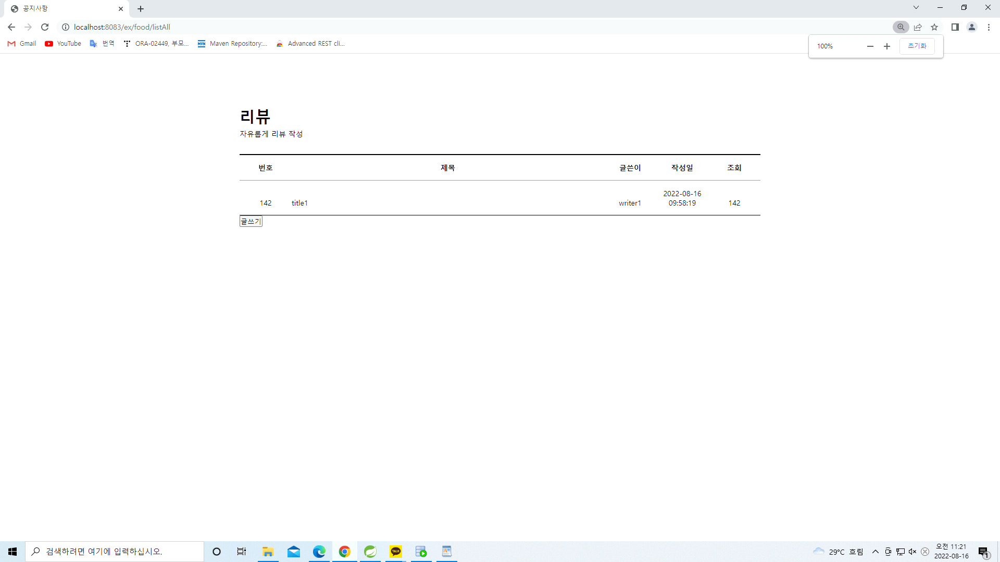 공지사항
localhost:8083/ex/food/listAll
Gmail YouTube 번역 ORA-02449, 부모... Maven Repository:... Advanced REST cli...
100% 초기화
리뷰
자유롭게 리뷰 작성
번호 제목 글쓴이 작성일 조회
142 title1 writer1 2022-08-16 09:58:19 142
글쓰기
검색하려면 여기에 입력하십시오.
TALK
29°C 흐림
오전 11:21
2022-08-16
1